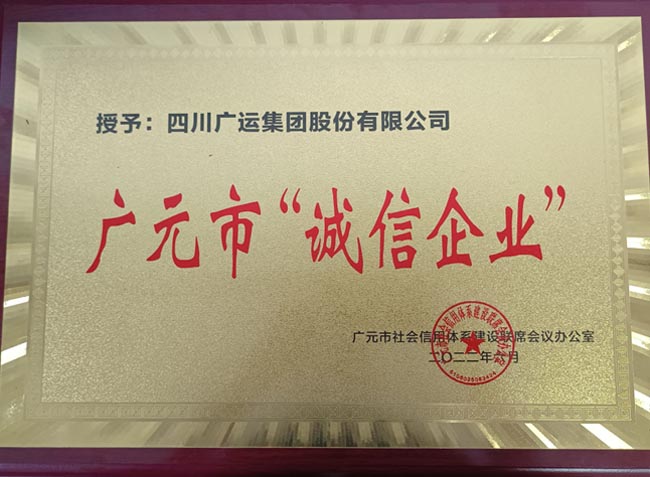 授予：四川广运集团股份有限公司
广元市“诚信企业”
广元市社会信用体系建设联席会议办公室
二〇二二年六月